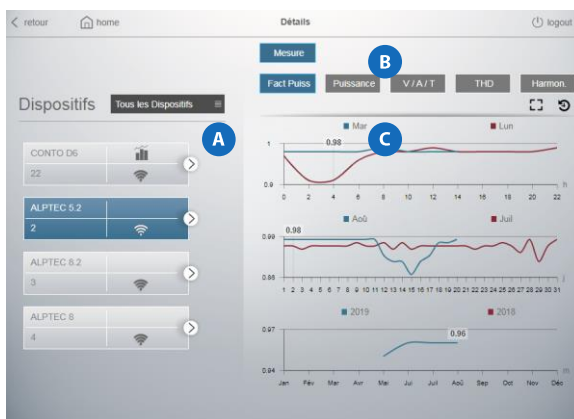 retour home Détails logout
Mesure
B
Fact Puiss Puissance V / A / T THD Harmon.
Dispositifs Tous les Dispositifs
A
C
Mar Lun
0.98
1
0.9
0 2 4 6 8 10 12 14 16 18 20 22 h
CONTO D6
22
ALPTEC 5.2
2
ALPTEC 8.2
3
ALPTEC 8
4
Aoû Juil
0.98
0.99
0.95
1 2 3 4 5 6 7 8 9 10 11 12 13 14 15 16 17 18 19 20 21 22 23 24 25 26 27 28 29 30 31 j
2019 2018
0.97
0.96
0.94
Jan Fév Mar Avr Mai Jui Juil Aoû Sep Oct Nov Déc m